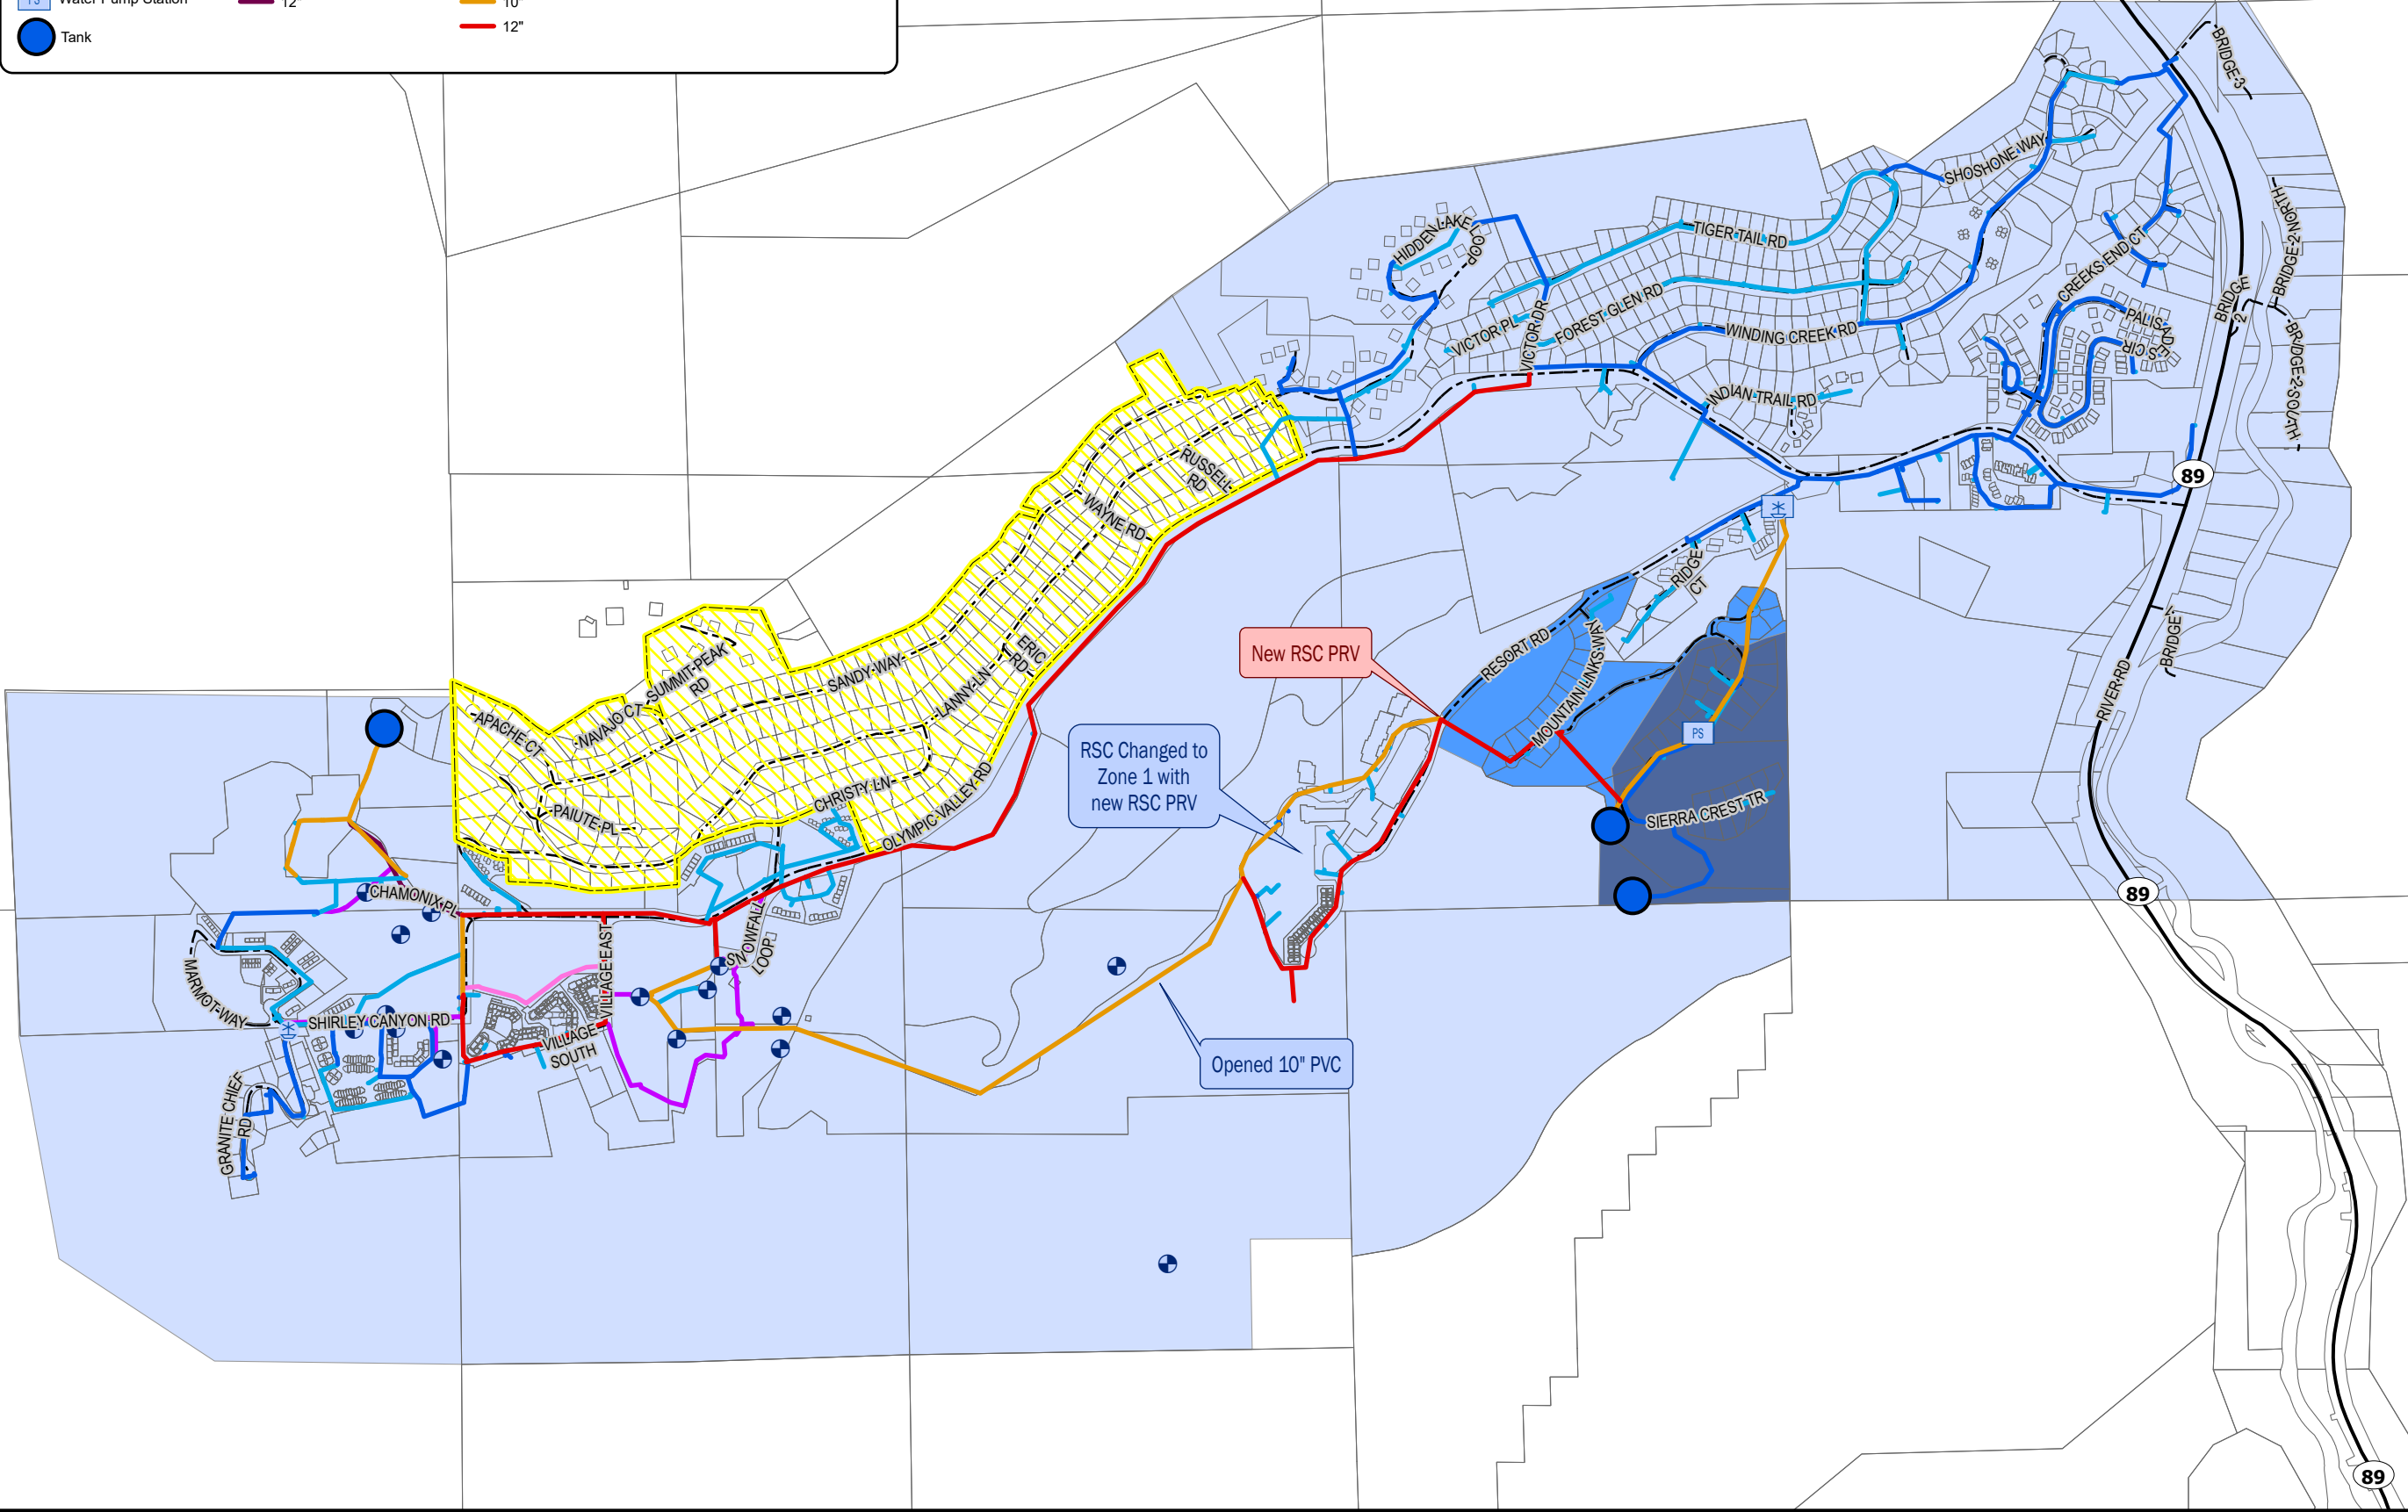 PS Water Pump Station
12"
10"
Tank
12"
BRIDGE 3
SHOSHONE WAY
BRIDGE 2 NORTH
HIDDEN LAKE LOOP
TIGER TAIL RD
CREEKS END CT
BRIDGE
2
VICTOR PL
VICTOR DR
FOREST GLEN RD
WINDING CREEK RD
PALISADES CIR
BRIDGE 2 SOUTH
INDIAN TRAIL RD
RUSSELL
RD
89
WAYNE RD
RIDGE
CT
New RSC PRV
RESORT RD
MOUNTAIN LINKS WAY
BRIDGE
ERIC
RD
SUMMIT PEAK
RD
SANDY WAY
LANNY LN
RIVER RD
APACHE CT
NAVAJO CT
PS
RSC Changed to
Zone 1 with
new RSC PRV
CHRISTY LN
OLYMPIC VALLEY RD
PAIUTE PL
SIERRA CREST TR
CHAMONIX PL
89
SNOWFALL
LOOP
VILLAGE EAST
MARMOT WAY
SHIRLEY CANYON RD
VILLAGE
SOUTH
Opened 10" PVC
GRANITE CHIEF
RD
89